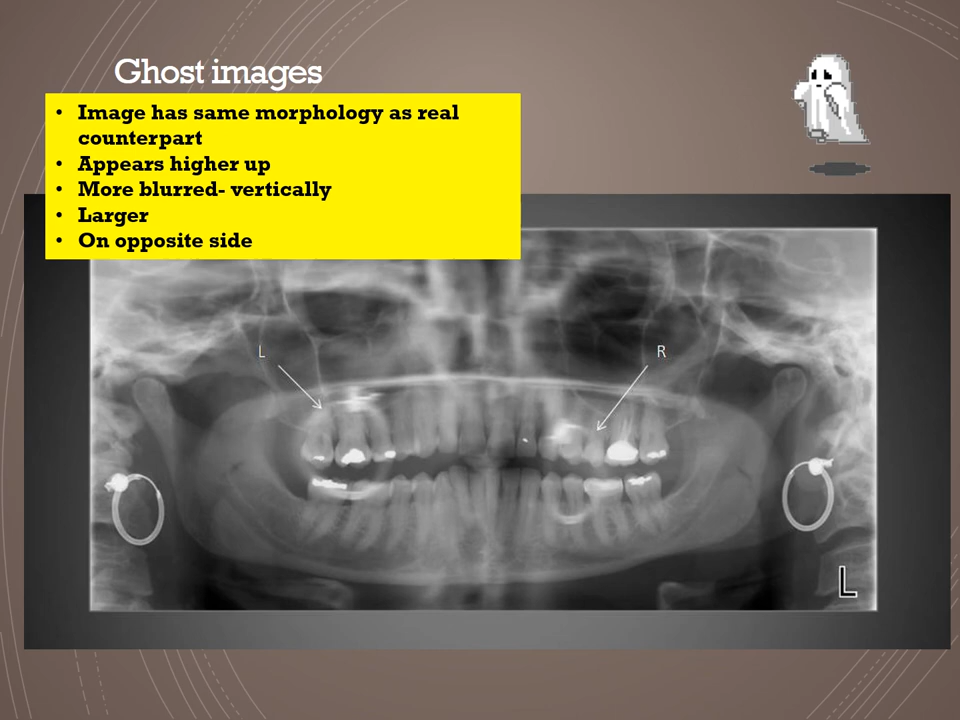 Ghost images
• Image has same morphology as real
counterpart
• Appears higher up
• More blurred- vertically
• Larger
• On opposite side
L
R
L